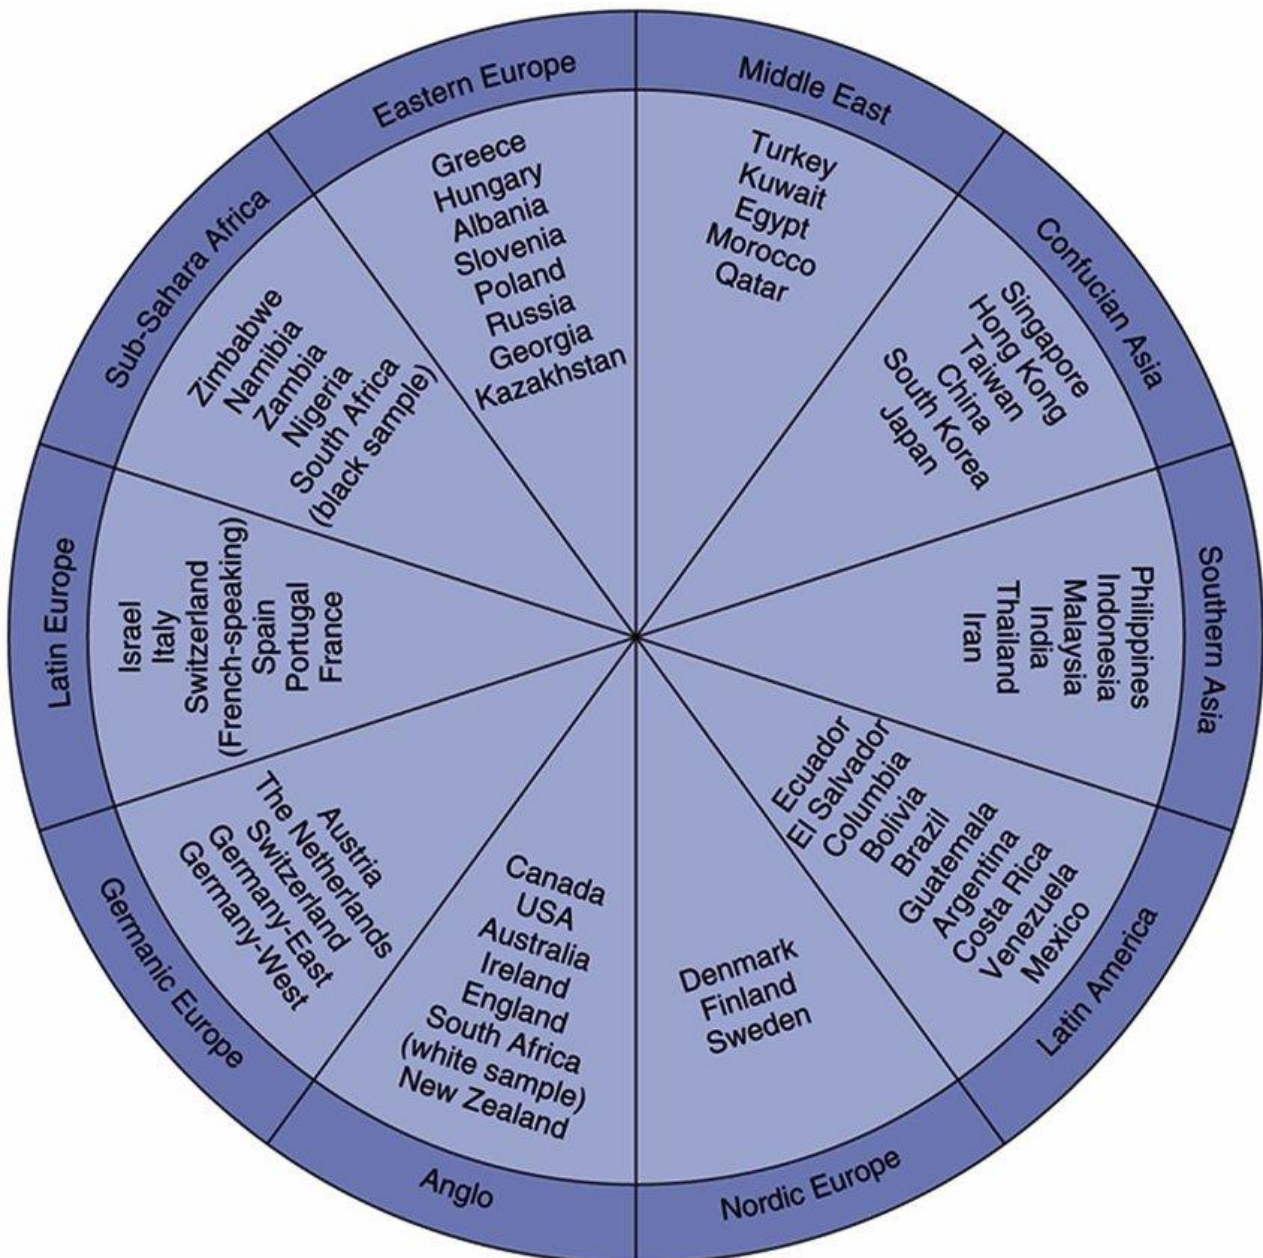 Middle East
Turkey
Kuwait
Egypt
Morocco
Qatar
Confucian Asia
Singapore
Hong Kong
Taiwan
China
South Korea
Japan
Southern Asia
Philippines
Indonesia
Malaysia
India
Thailand
Iran
Latin America
Ecuador
El Salvador
Columbia
Bolivia
Brazil
Guatemala
Argentina
Costa Rica
Venezuela
Mexico
Nordic Europe
Denmark
Finland
Sweden
Anglo
Canada
USA
Australia
Ireland
England
South Africa
(white sample)
New Zealand
Germanic Europe
Austria
The Netherlands
Switzerland
Germany-East
Germany-West
Latin Europe
Israel
Italy
Switzerland
(French-speaking)
Spain
Portugal
France
Sub-Sahara Africa
Zimbabwe
Namibia
Zambia
Nigeria
South Africa
(black sample)
Eastern Europe
Greece
Hungary
Albania
Slovenia
Poland
Russia
Georgia
Kazakhstan